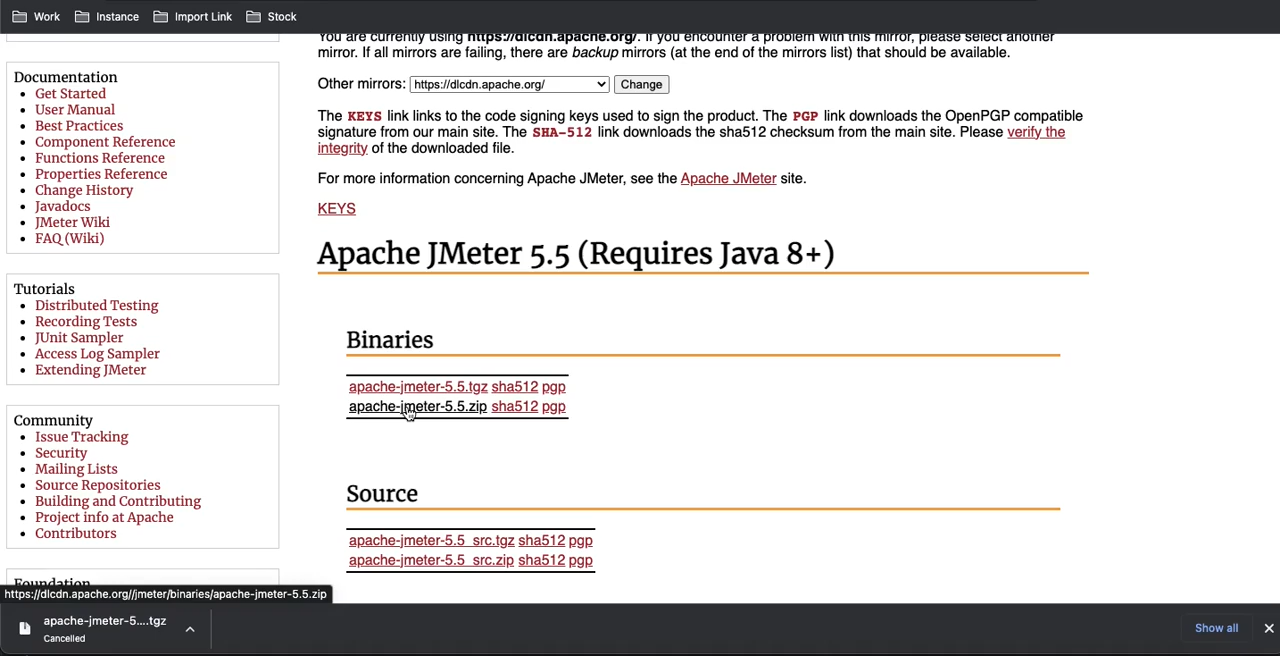 Work Instance Import Link Stock
Documentation
Get Started
User Manual
Best Practices
Component Reference
Functions Reference
Properties Reference
Change History
Javadocs
JMeter Wiki
FAQ (Wiki)
Tutorials
Distributed Testing
Recording Tests
JUnit Sampler
Access Log Sampler
Extending JMeter
Community
Issue Tracking
Security
Mailing Lists
Source Repositories
Building and Contributing
Project info at Apache
Contributors
Foundation
You are currently using https://dlcdn.apache.org/. If you encounter a problem with this mirror, please select another
mirror. If all mirrors are failing, there are backup mirrors (at the end of the mirrors list) that should be available.
Other mirrors: https://dlcdn.apache.org/ Change
The KEYS link links to the code signing keys used to sign the product. The PGP link downloads the OpenPGP compatible
signature from our main site. The SHA-512 link downloads the sha512 checksum from the main site. Please verify the
integrity of the downloaded file.
For more information concerning Apache JMeter, see the Apache JMeter site.
KEYS
Apache JMeter 5.5 (Requires Java 8+)
Binaries
apache-jmeter-5.5.tgz sha512 pgp
apache-jmeter-5.5.zip sha512 pgp
Source
apache-jmeter-5.5_src.tgz sha512 pgp
apache-jmeter-5.5_src.zip sha512 pgp
https://dlcdn.apache.org//jmeter/binaries/apache-jmeter-5.5.zip
apache-jmeter-5....tgz
Cancelled
Show all